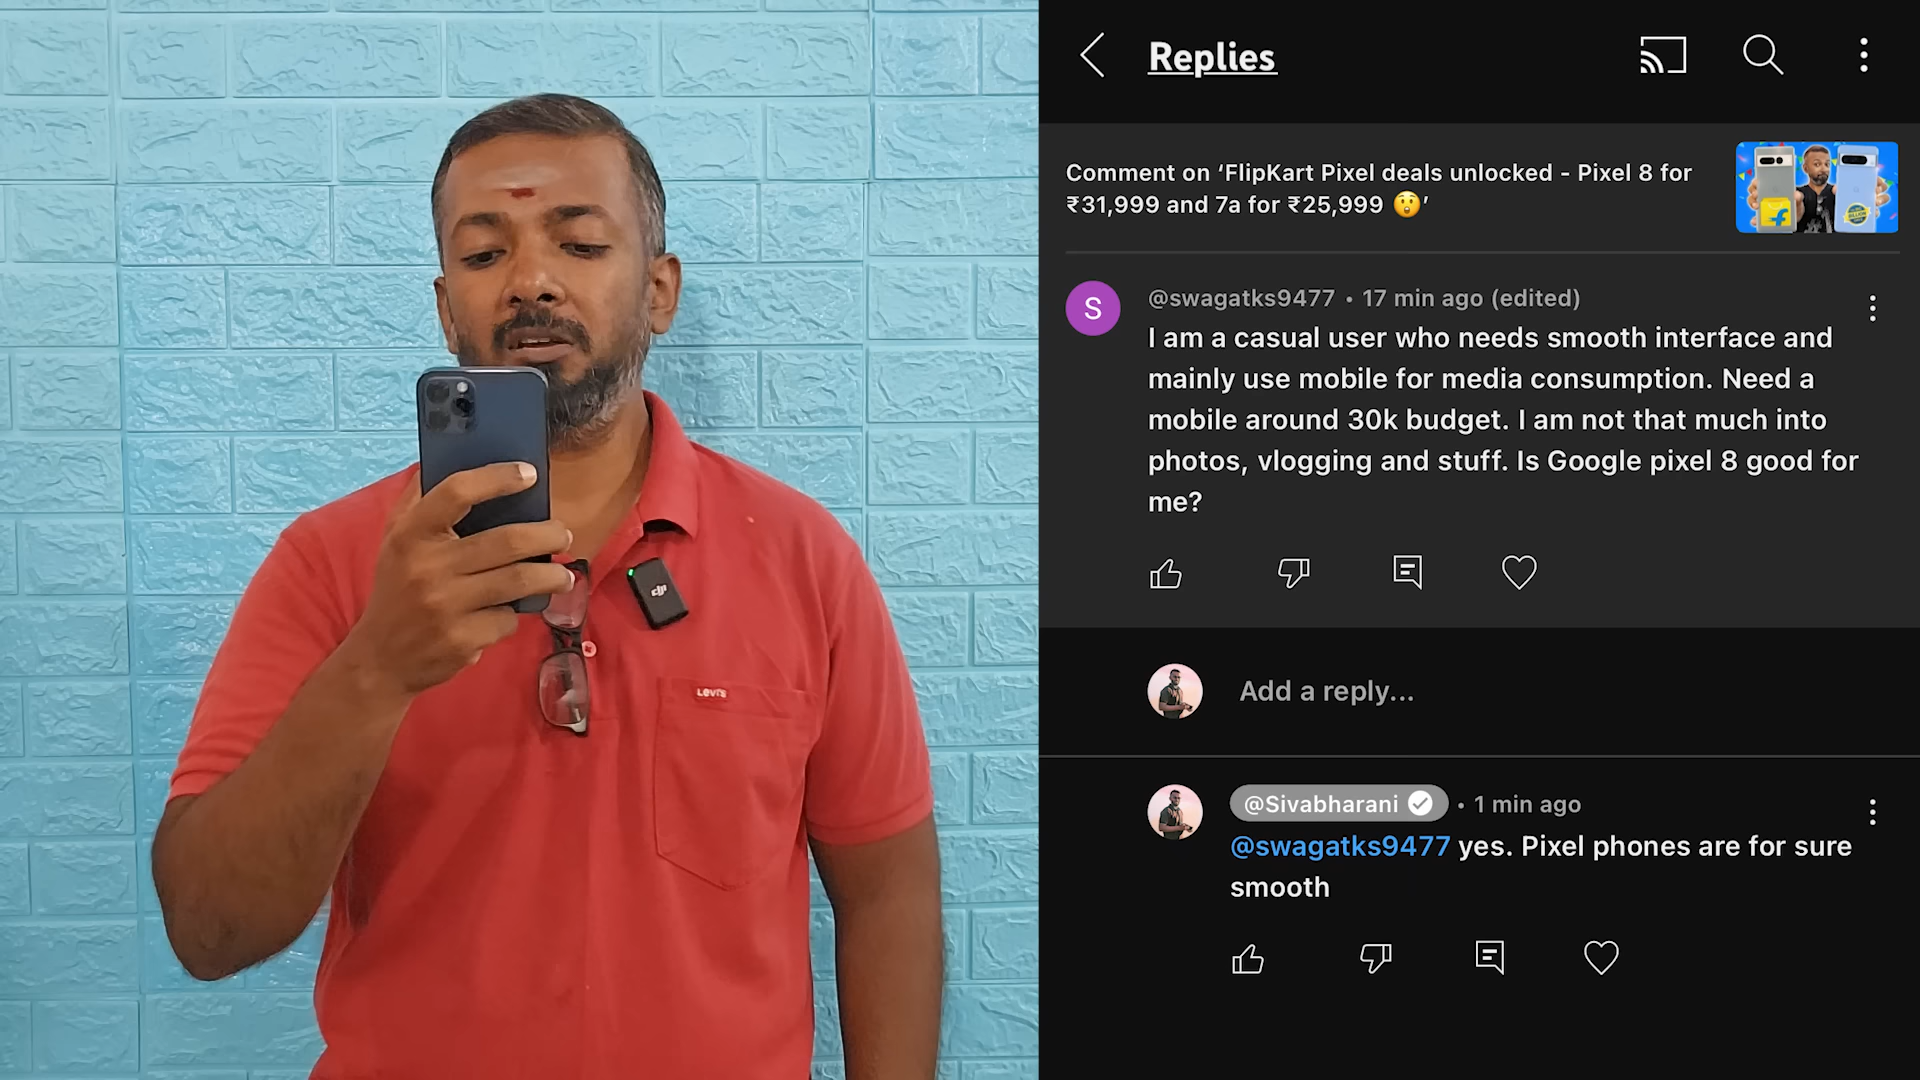 Replies
Comment on ‘FlipKart Pixel deals unlocked - Pixel 8 for
₹31,999 and 7a for ₹25,999 😲’
S
@swagatks9477 • 17 min ago (edited)
I am a casual user who needs smooth interface and
mainly use mobile for media consumption. Need a
mobile around 30k budget. I am not that much into
photos, vlogging and stuff. Is Google pixel 8 good for
me?
Add a reply...
@Sivabharani • 1 min ago
@swagatks9477 yes. Pixel phones are for sure
smooth
dji
Levi's